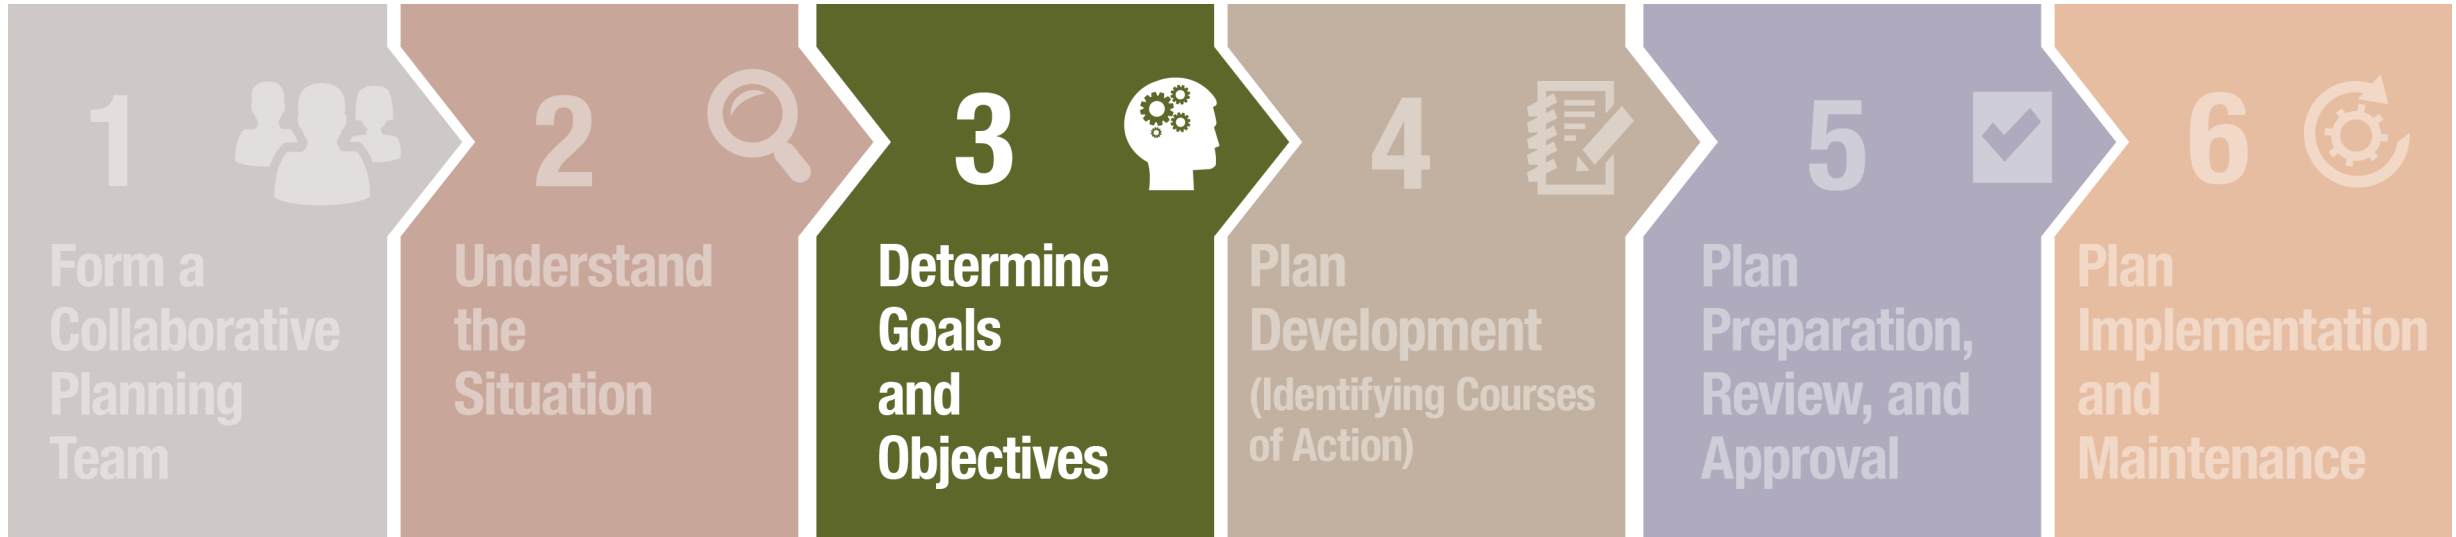 1
Form a
Collaborative
Planning
Team
2
Understand
the
Situation
3
Determine
Goals
and
Objectives
4
Plan
Development
(Identifying Courses
of Action)
5
Plan
Preparation,
Review, and
Approval
6
Plan
Implementation
and
Maintenance